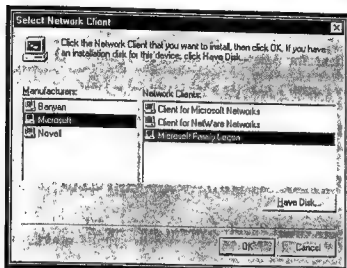 Select Network Client
Click the Network Client that you want to install, then click OK. If you have
an installation disk for this device, click Have Disk.
Manufacturers:
Network Clients:
Banyan
Microsoft
Novell
Client for Microsoft Networks
Client for NetWare Networks
Microsoft Family Logon
Have Disk...
OK
Cancel